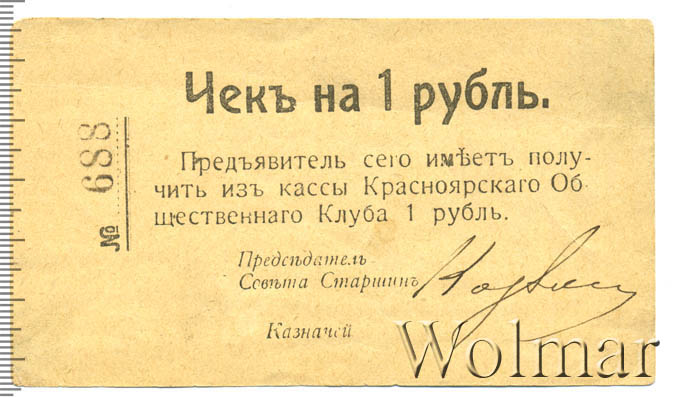 Чекъ на 1 рубль.
№ 688
Предъявитель сего имѣетъ полу-
чить изъ кассы Красноярскаго Об
щественнаго Клуба 1 рубль.
Предсѣдатель
Совѣта Старшинъ
Казначей
Wolmar